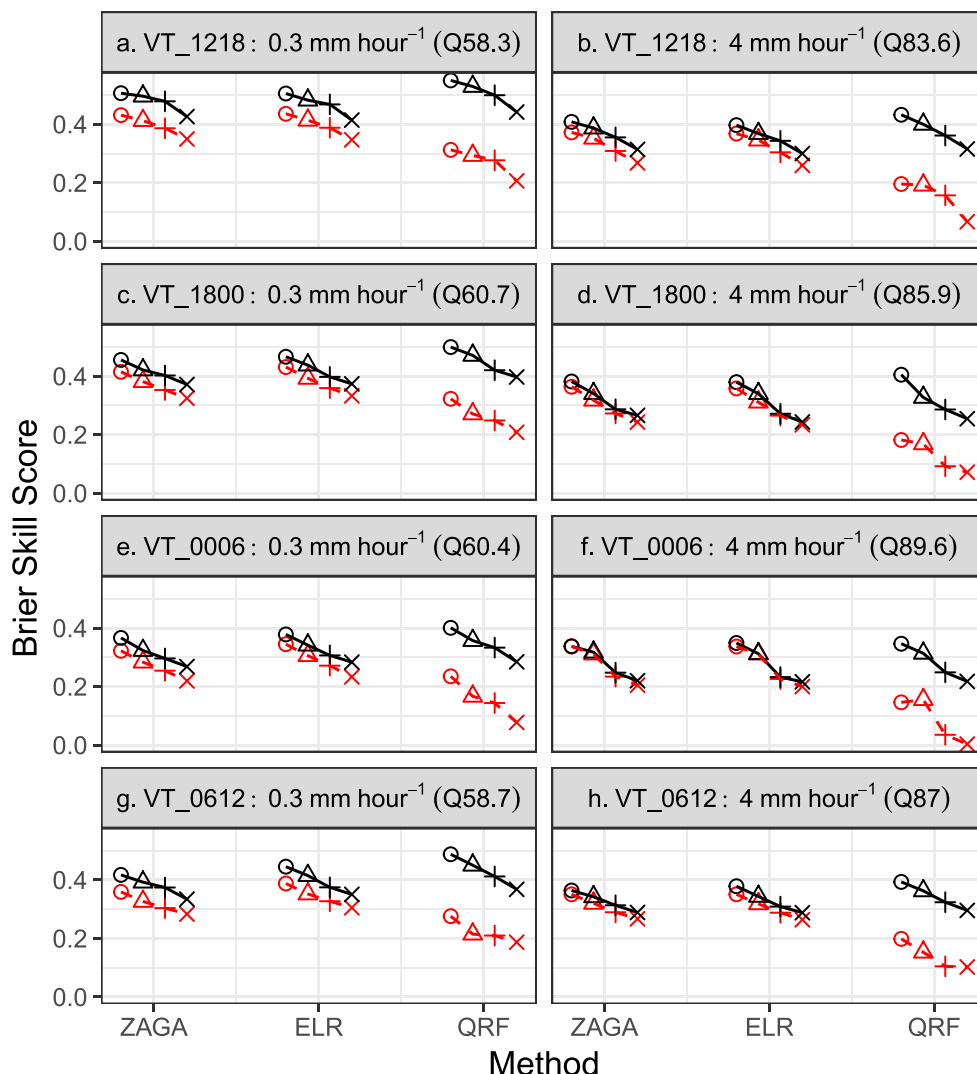 a. VT_1218 : 0.3 mm hour⁻¹ (Q58.3)
b. VT_1218 : 4 mm hour⁻¹ (Q83.6)
0.4
0.2
0.0
c. VT_1800 : 0.3 mm hour⁻¹ (Q60.7)
d. VT_1800 : 4 mm hour⁻¹ (Q85.9)
0.4
0.2
0.0
e. VT_0006 : 0.3 mm hour⁻¹ (Q60.4)
f. VT_0006 : 4 mm hour⁻¹ (Q89.6)
0.4
0.2
0.0
g. VT_0612 : 0.3 mm hour⁻¹ (Q58.7)
h. VT_0612 : 4 mm hour⁻¹ (Q87)
0.4
0.2
0.0
Brier Skill Score
ZAGA ELR QRF
ZAGA ELR QRF
Method